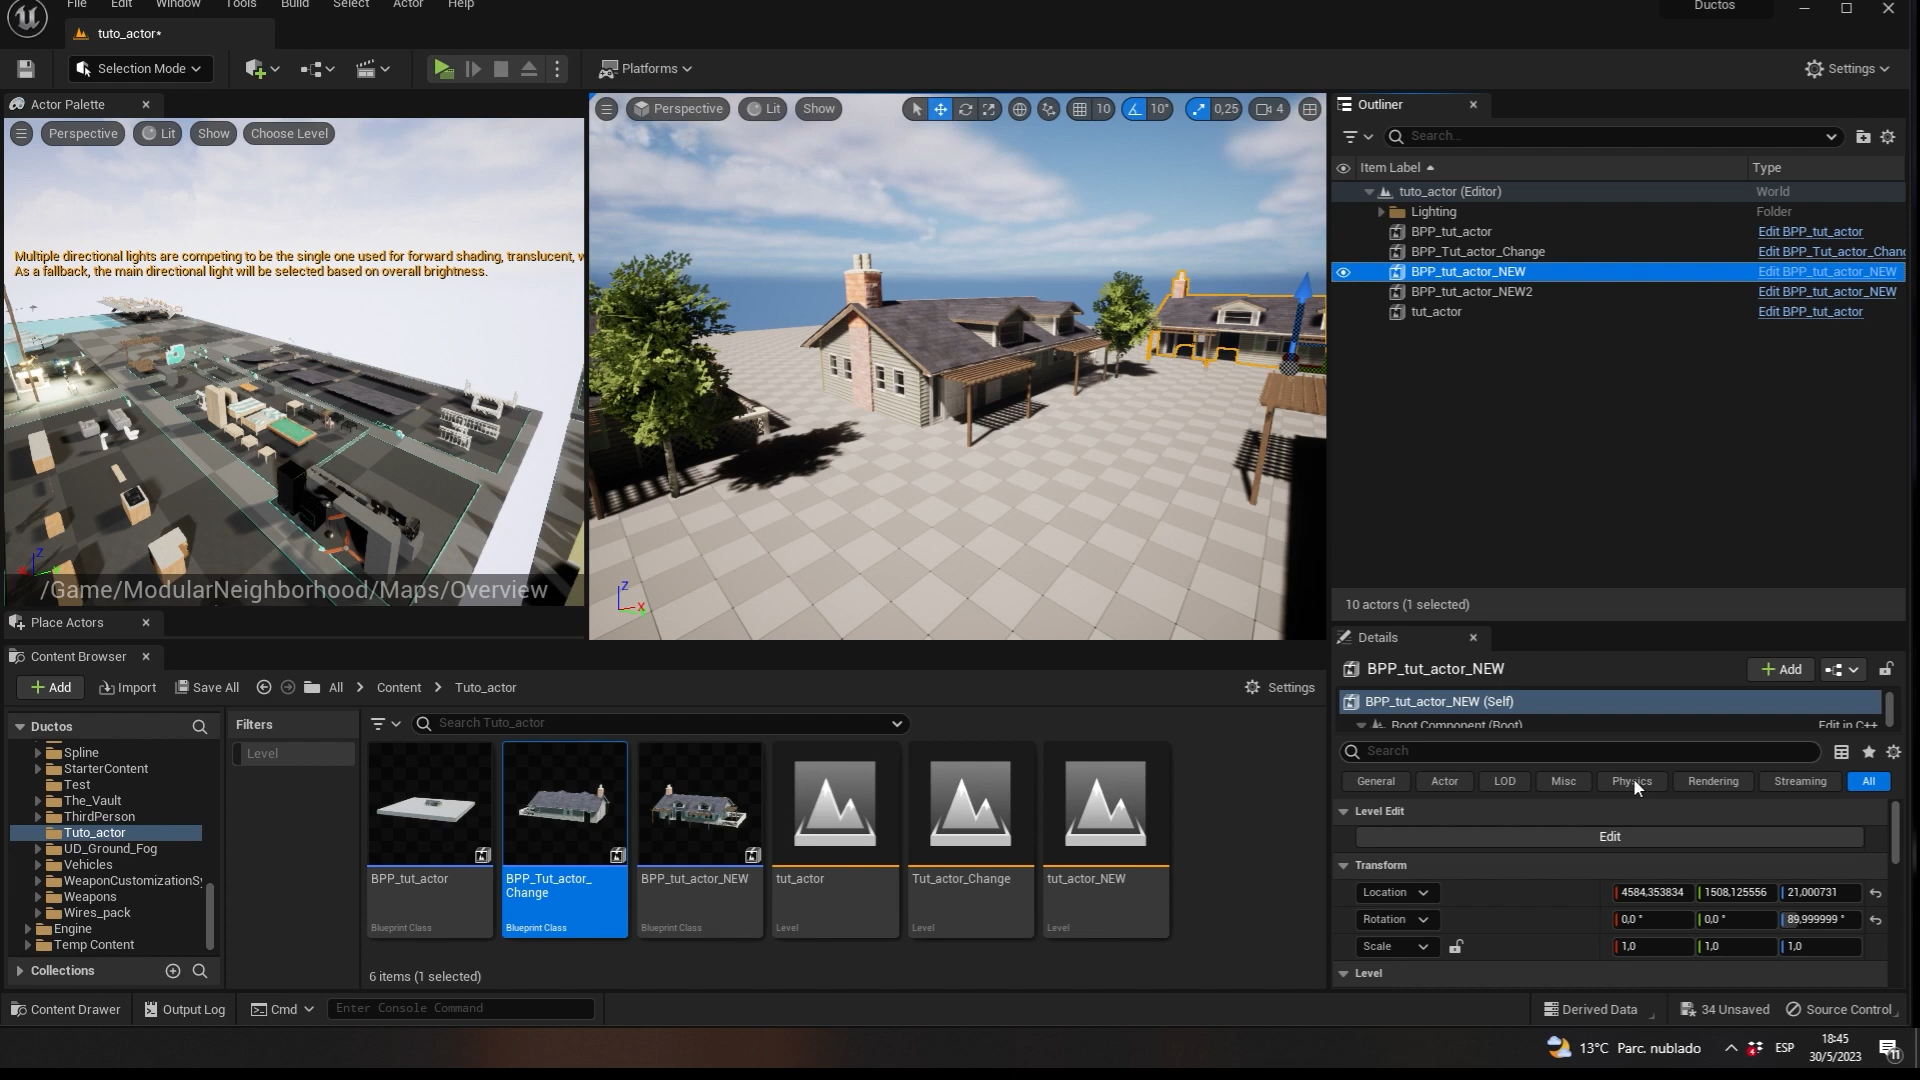 File Edit Window Tools Build Select Actor Help
Ductos
tuto_actor*
Selection Mode
Platforms
Settings
Actor Palette
Perspective Lit Show Choose Level
Multiple directional lights are competing to be the single one used for forward shading, translucent,
As a fallback, the main directional light will be selected based on overall brightness.
Z
/Game/ModularNeighborhood/Maps/Overview
Place Actors
Perspective Lit Show
10 10° 0,25 4
Z
X
Outliner
Search...
Item Label Type
tuto_actor (Editor) World
Lighting Folder
BPP_tut_actor Edit BPP_tut_actor
BPP_Tut_actor_Change Edit BPP_Tut_actor_Chang
BPP_tut_actor_NEW Edit BPP_tut_actor_NEW
BPP_tut_actor_NEW2 Edit BPP_tut_actor_NEW
tut_actor Edit BPP_tut_actor
10 actors (1 selected)
Details
BPP_tut_actor_NEW
Add
BPP_tut_actor_NEW (Self)
Root Component (Root) Edit in C++
Search
General Actor LOD Misc Physics Rendering Streaming All
Level Edit
Edit
Transform
Location 4584,353834 1508,125556 21,000731
Rotation 0,0 ° 0,0 ° 89,999999 °
Scale 1,0 1,0 1,0
Level
Content Browser
Add Import Save All All Content Tuto_actor Settings
Ductos
Spline
StarterContent
Test
The_Vault
ThirdPerson
Tuto_actor
UD_Ground_Fog
Vehicles
WeaponCustomizationSy
Weapons
Wires_pack
Engine
Temp Content
Collections
Filters
Level
Search Tuto_actor
BPP_tut_actor
Blueprint Class
BPP_Tut_actor_
Change
Blueprint Class
BPP_tut_actor_NEW
Blueprint Class
tut_actor
Level
Tut_actor_Change
Level
tut_actor_NEW
Level
6 items (1 selected)
Content Drawer Output Log Cmd Enter Console Command
Derived Data 34 Unsaved Source Control
13°C Parc. nublado
ESP
18:45
30/5/2023
11